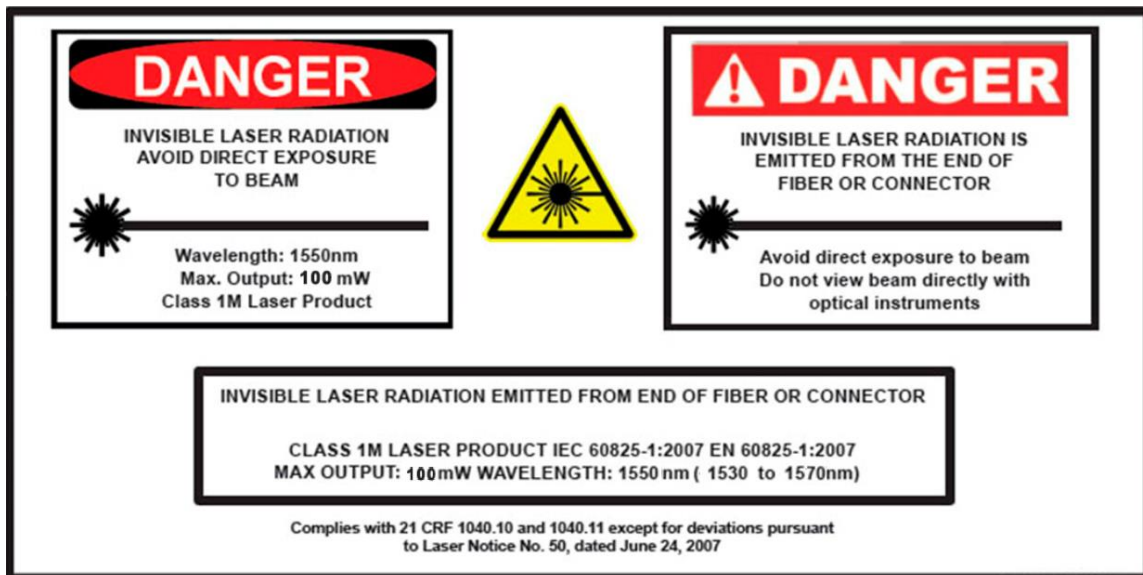 DANGER
INVISIBLE LASER RADIATION
AVOID DIRECT EXPOSURE
TO BEAM
Wavelength: 1550nm
Max. Output: 100 mW
Class 1M Laser Product
DANGER
INVISIBLE LASER RADIATION IS
EMITTED FROM THE END OF
FIBER OR CONNECTOR
Avoid direct exposure to beam
Do not view beam directly with
optical instruments
INVISIBLE LASER RADIATION EMITTED FROM END OF FIBER OR CONNECTOR
CLASS 1M LASER PRODUCT IEC 60825-1:2007 EN 60825-1:2007
MAX OUTPUT: 100mW WAVELENGTH: 1550 nm ( 1530 to 1570nm)
Complies with 21 CRF 1040.10 and 1040.11 except for deviations pursuant
to Laser Notice No. 50, dated June 24, 2007